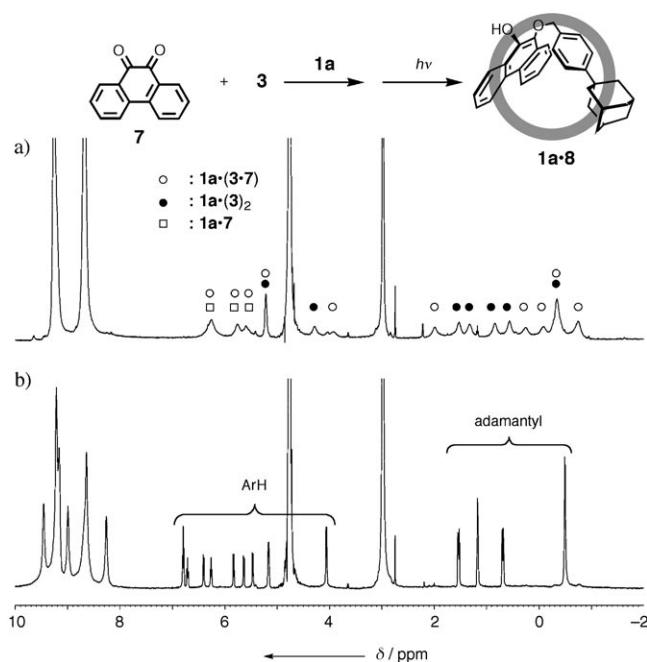 O O
7
+ 3
1a
hν
HO O
1a•8
a)
○ : 1a•(3•7)
● : 1a•(3)2
□ : 1a•7
b)
ArH
adamantyl
10 8 6 4 2 0 –2
δ / ppm